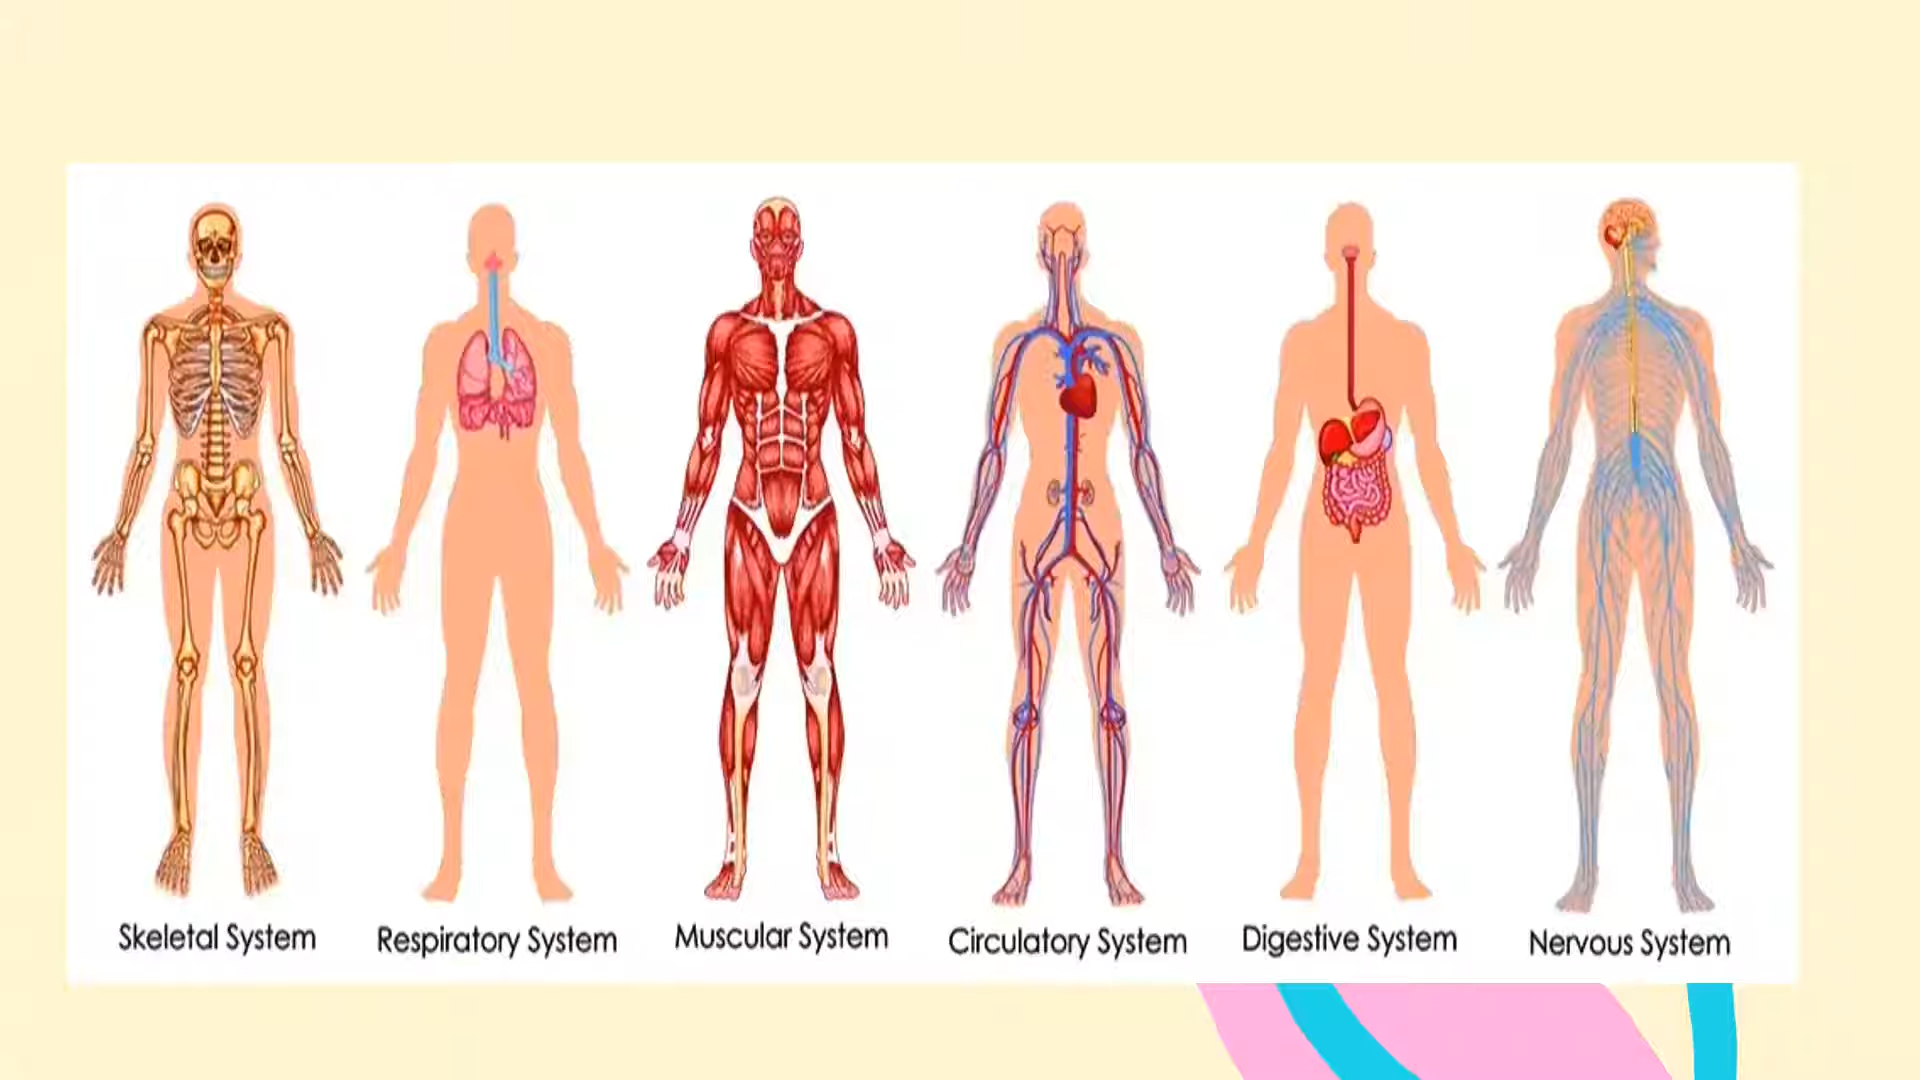 Skeletal System
Respiratory System
Muscular System
Circulatory System
Digestive System
Nervous System